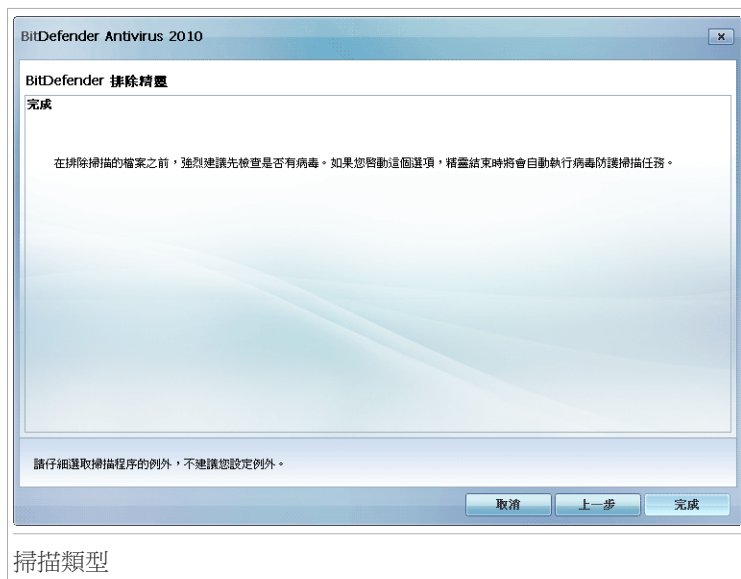 BitDefender Antivirus 2010
BitDefender 排除精靈
完成
在排除掃描的檔案之前，強烈建議先檢查是否有病毒。如果您啓動這個選項，精靈結束時將會自動執行病毒防護掃描任務。
請仔細選取掃描程序的例外，不建議您設定例外。
取消
上一步
完成
掃描類型